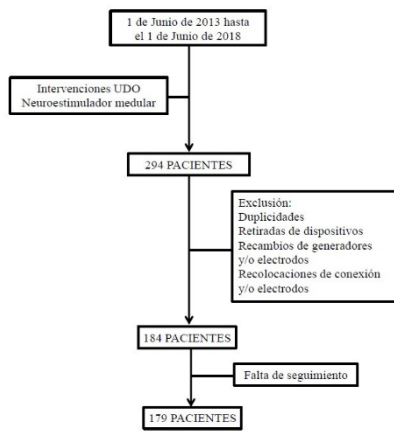 1 de Junio de 2013 hasta
el 1 de Junio de 2018
Intervenciones UDO
Neuroestimulador medular
294 PACIENTES
Exclusión:
Duplicidades
Retiradas de dispositivos
Recambios de generadores
y/o electrodos
Recolocaciones de conexión
y/o electrodos
184 PACIENTES
Falta de seguimiento
179 PACIENTES